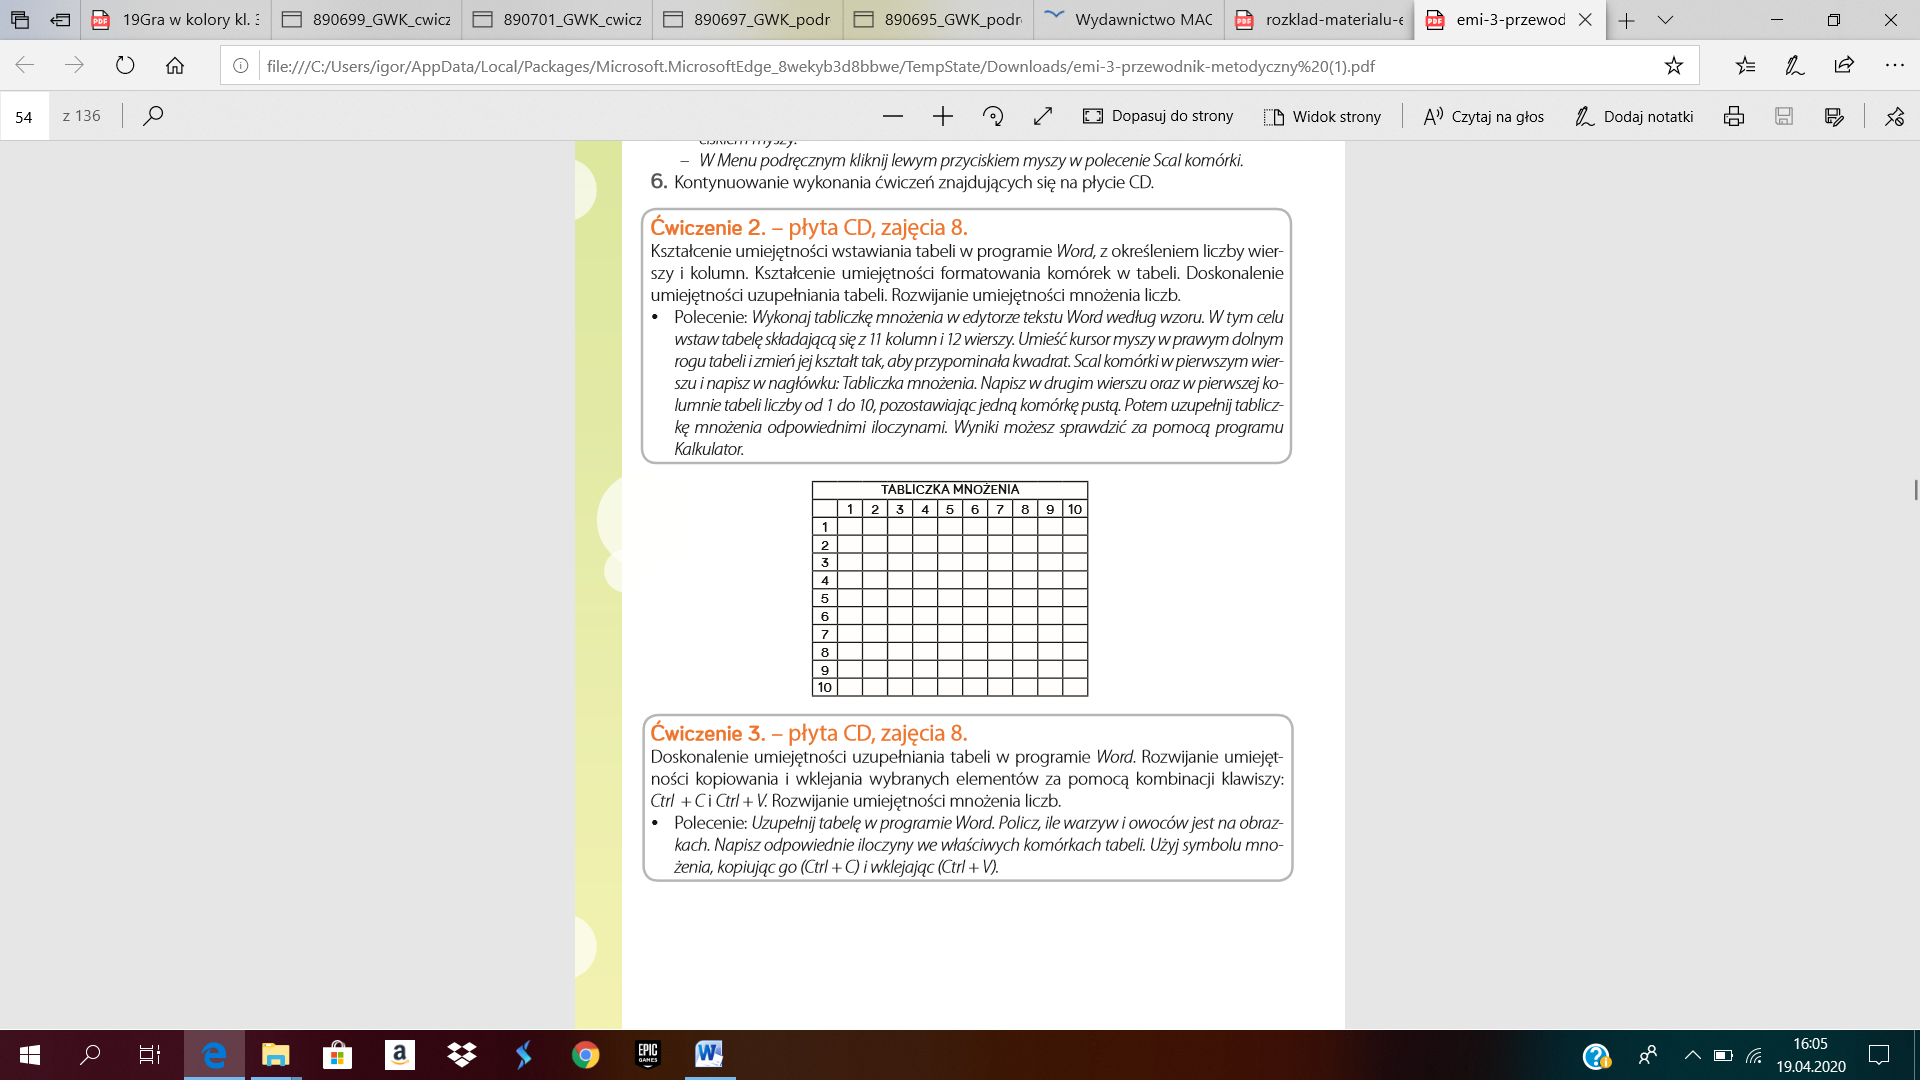 19Gra w kolory kl. 3
890699_GWK_cwicz
890701_GWK_cwicz
890697_GWK_podr
890695_GWK_podr
Wydawnictwo MAC
rozklad-materialu-e
emi-3-przewod
file:///C:/Users/igor/AppData/Local/Packages/Microsoft.MicrosoftEdge_8wekyb3d8bbwe/TempState/Downloads/emi-3-przewodnik-metodyczny%20(1).pdf
54 z 136
Dopasuj do strony
Widok strony
Czytaj na głos
Dodaj notatki
ciskiem myszy.
– W Menu podręcznym kliknij lewym przyciskiem myszy w polecenie Scal komórki.
6. Kontynuowanie wykonania ćwiczeń znajdujących się na płycie CD.
Ćwiczenie 2. – płyta CD, zajęcia 8.
Kształcenie umiejętności wstawiania tabeli w programie Word, z określeniem liczby wier-
szy i kolumn. Kształcenie umiejętności formatowania komórek w tabeli. Doskonalenie
umiejętności uzupełniania tabeli. Rozwijanie umiejętności mnożenia liczb.
• Polecenie: Wykonaj tabliczkę mnożenia w edytorze tekstu Word według wzoru. W tym celu
wstaw tabelę składającą się z 11 kolumn i 12 wierszy. Umieść kursor myszy w prawym dolnym
rogu tabeli i zmień jej kształt tak, aby przypominała kwadrat. Scal komórki w pierwszym wier-
szu i napisz w nagłówku: Tabliczka mnożenia. Napisz w drugim wierszu oraz w pierwszej ko-
lumnie tabeli liczby od 1 do 10, pozostawiając jedną komórkę pustą. Potem uzupełnij tablicz-
kę mnożenia odpowiednimi iloczynami. Wyniki możesz sprawdzić za pomocą programu
Kalkulator.
TABLICZKA MNOŻENIA
1 2 3 4 5 6 7 8 9 10
1
2
3
4
5
6
7
8
9
10
Ćwiczenie 3. – płyta CD, zajęcia 8.
Doskonalenie umiejętności uzupełniania tabeli w programie Word. Rozwijanie umiejęt-
ności kopiowania i wklejania wybranych elementów za pomocą kombinacji klawiszy:
Ctrl + C i Ctrl + V. Rozwijanie umiejętności mnożenia liczb.
• Polecenie: Uzupełnij tabelę w programie Word. Policz, ile warzyw i owoców jest na obraz-
kach. Napisz odpowiednie iloczyny we właściwych komórkach tabeli. Użyj symbolu mno-
żenia, kopiując go (Ctrl + C) i wklejając (Ctrl + V).
EPIC
GAMES
16:05
19.04.2020